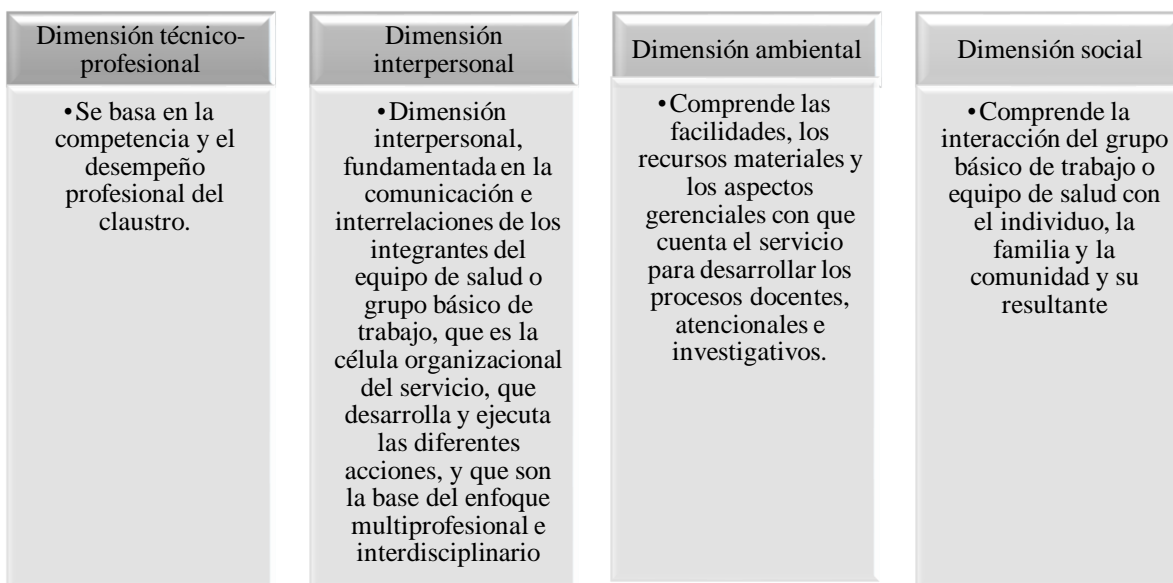 Dimensión técnico-
profesional
•Se basa en la
competencia y el
desempeño
profesional del
claustro.
Dimensión
interpersonal
•Dimensión
interpersonal,
fundamentada en la
comunicación e
interrelaciones de los
integrantes del
equipo de salud o
grupo básico de
trabajo, que es la
célula organizacional
del servicio, que
desarrolla y ejecuta
las diferentes
acciones, y que son
la base del enfoque
multiprofesional e
interdisciplinario
Dimensión ambiental
•Comprende las
facilidades, los
recursos materiales y
los aspectos
gerenciales con que
cuenta el servicio
para desarrollar los
procesos docentes,
atencionales e
investigativos.
Dimensión social
•Comprende la
interacción del grupo
básico de trabajo o
equipo de salud con
el individuo, la
familia y la
comunidad y su
resultante